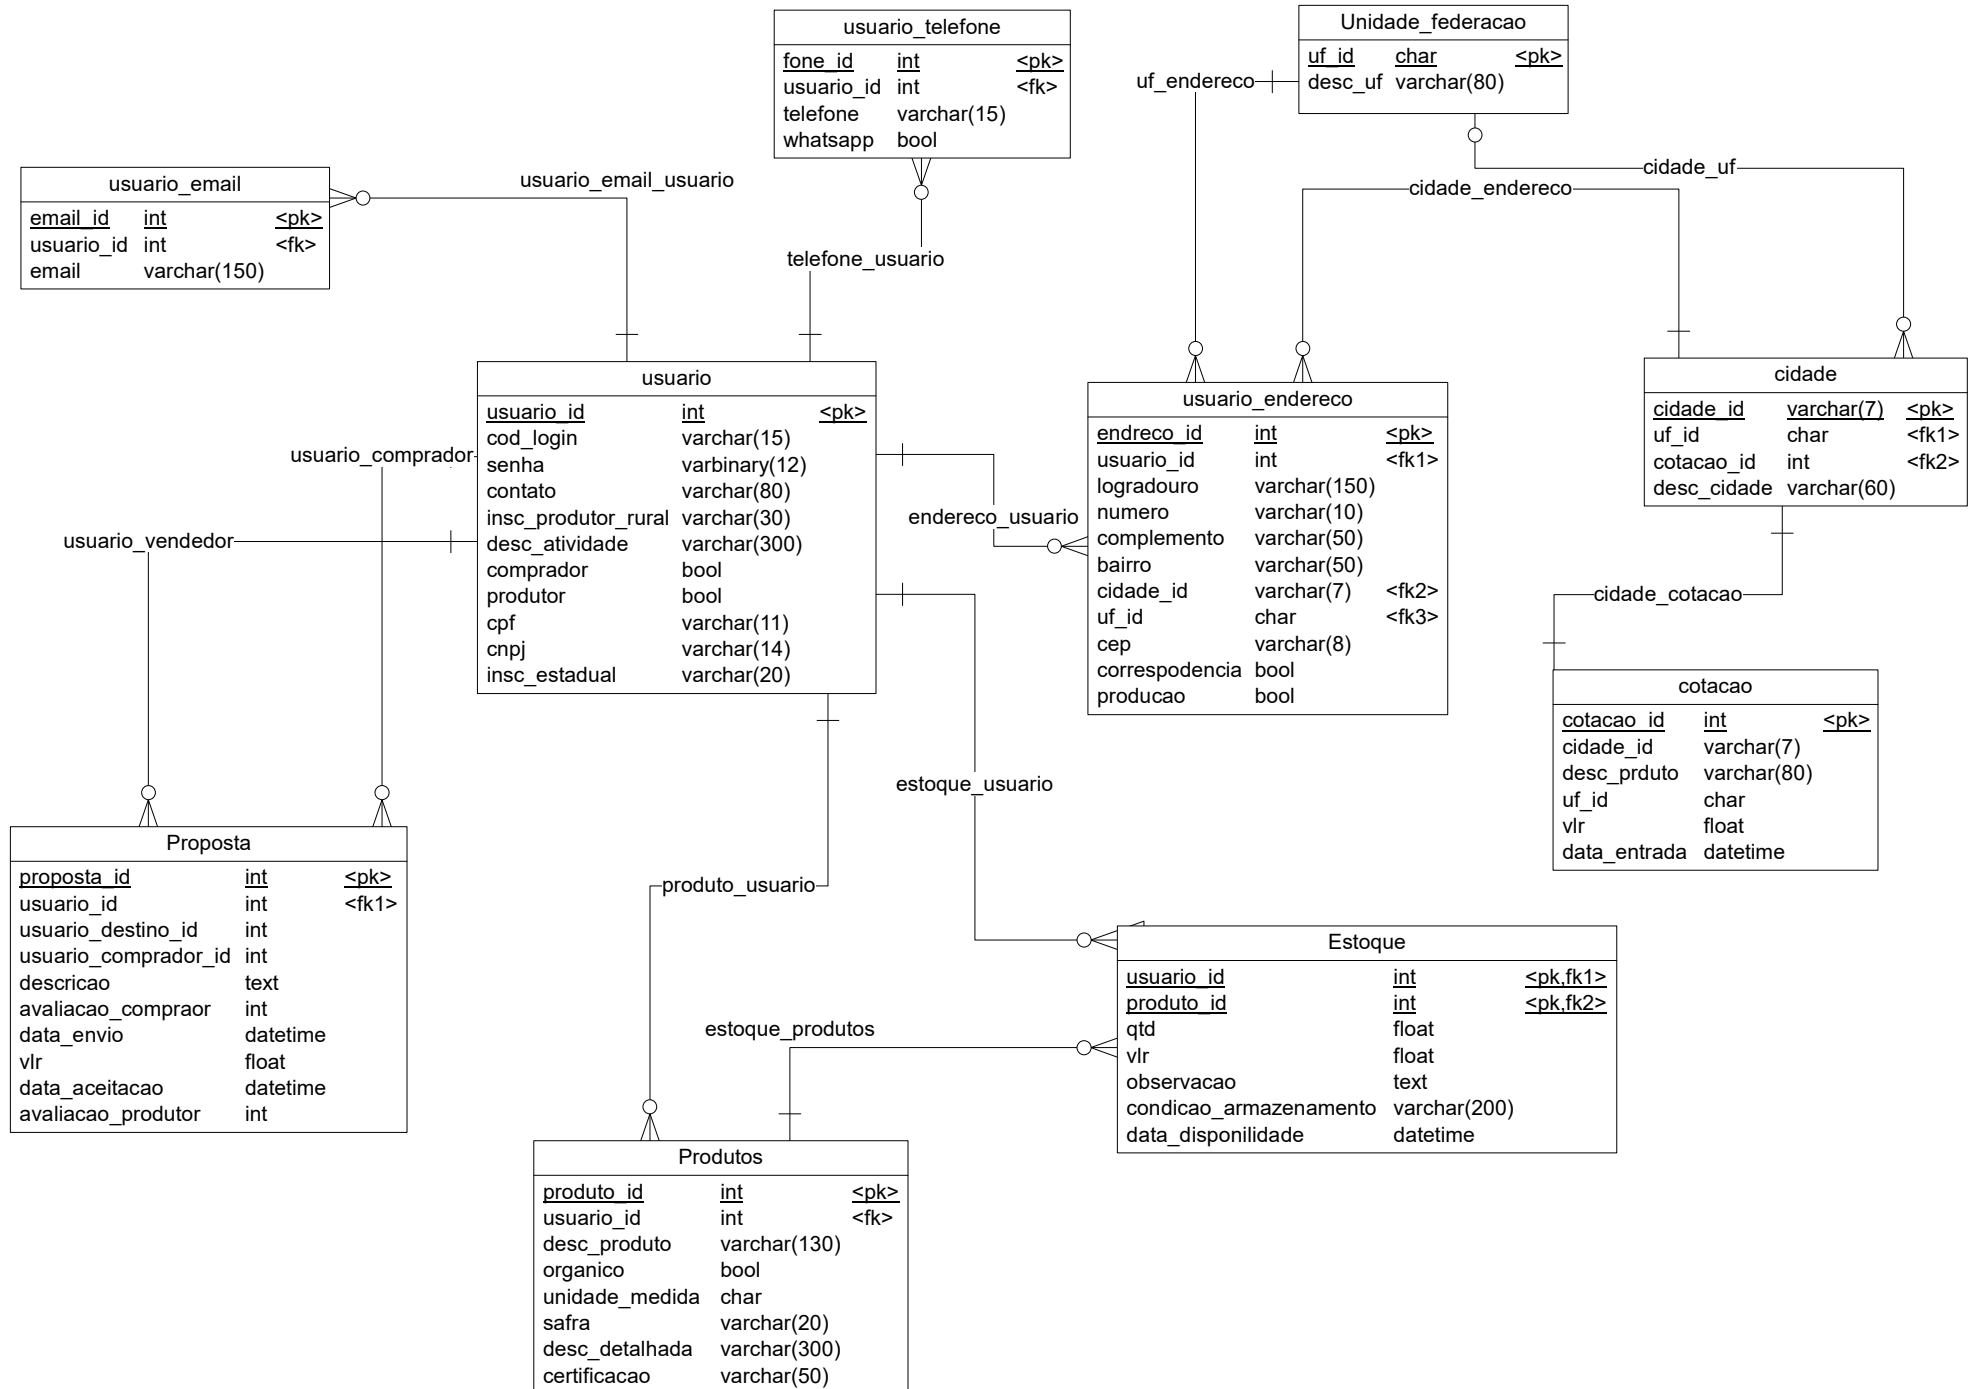 usuario_telefone
fone_id int <pk>
usuario_id int <fk>
telefone varchar(15)
whatsapp bool
Unidade_federacao
uf_id char <pk>
desc_uf varchar(80)
uf_endereco
cidade_uf
cidade_endereco
usuario_email
email_id int <pk>
usuario_id int <fk>
email varchar(150)
usuario_email_usuario
telefone_usuario
usuario
usuario_id int <pk>
cod_login varchar(15)
senha varbinary(12)
contato varchar(80)
insc_produtor_rural varchar(30)
desc_atividade varchar(300)
comprador bool
produtor bool
cpf varchar(11)
cnpj varchar(14)
insc_estadual varchar(20)
usuario_comprador
usuario_vendedor
endereco_usuario
usuario_endereco
endreco_id int <pk>
usuario_id int <fk1>
logradouro varchar(150)
numero varchar(10)
complemento varchar(50)
bairro varchar(50)
cidade_id varchar(7) <fk2>
uf_id char <fk3>
cep varchar(8)
correspodencia bool
producao bool
cidade
cidade_id varchar(7) <pk>
uf_id char <fk1>
cotacao_id int <fk2>
desc_cidade varchar(60)
cidade_cotacao
cotacao
cotacao_id int <pk>
cidade_id varchar(7)
desc_prduto varchar(80)
uf_id char
vlr float
data_entrada datetime
estoque_usuario
produto_usuario
Proposta
proposta_id int <pk>
usuario_id int <fk1>
usuario_destino_id int
usuario_comprador_id int
descricao text
avaliacao_compraor int
data_envio datetime
vlr float
data_aceitacao datetime
avaliacao_produtor int
Estoque
usuario_id int <pk,fk1>
produto_id int <pk,fk2>
qtd float
vlr float
observacao text
condicao_armazenamento varchar(200)
data_disponilidade datetime
estoque_produtos
Produtos
produto_id int <pk>
usuario_id int <fk>
desc_produto varchar(130)
organico bool
unidade_medida char
safra varchar(20)
desc_detalhada varchar(300)
certificacao varchar(50)